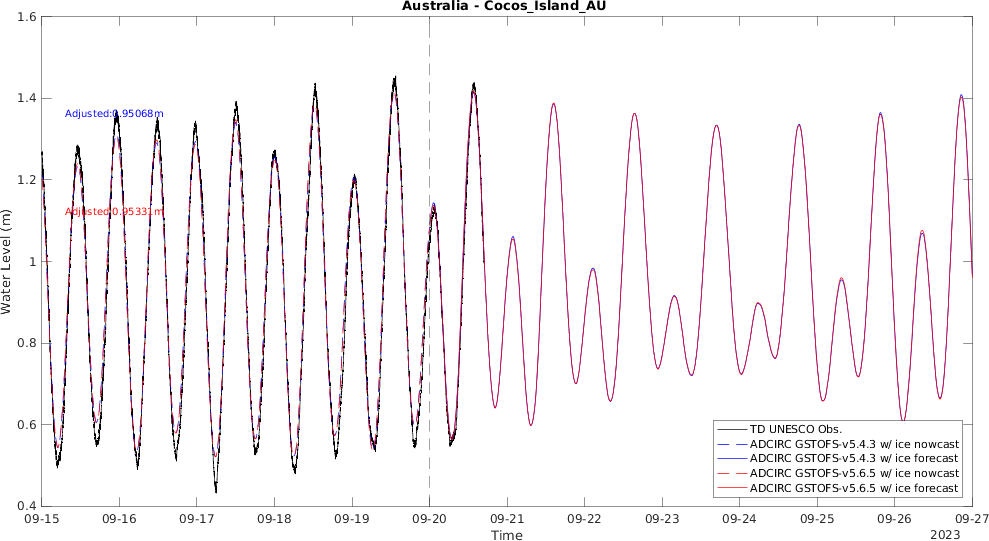 Australia - Cocos_Island_AU
1.6
1.4
1.2
1
0.8
0.6
0.4
Water Level (m)
Adjusted:0.95068m
Adjusted:0.95331m
TD UNESCO Obs.
ADCIRC GSTOFS-v5.4.3 w/ ice nowcast
ADCIRC GSTOFS-v5.4.3 w/ ice forecast
ADCIRC GSTOFS-v5.6.5 w/ ice nowcast
ADCIRC GSTOFS-v5.6.5 w/ ice forecast
09-15 09-16 09-17 09-18 09-19 09-20 09-21 09-22 09-23 09-24 09-25 09-26 09-27
Time
2023